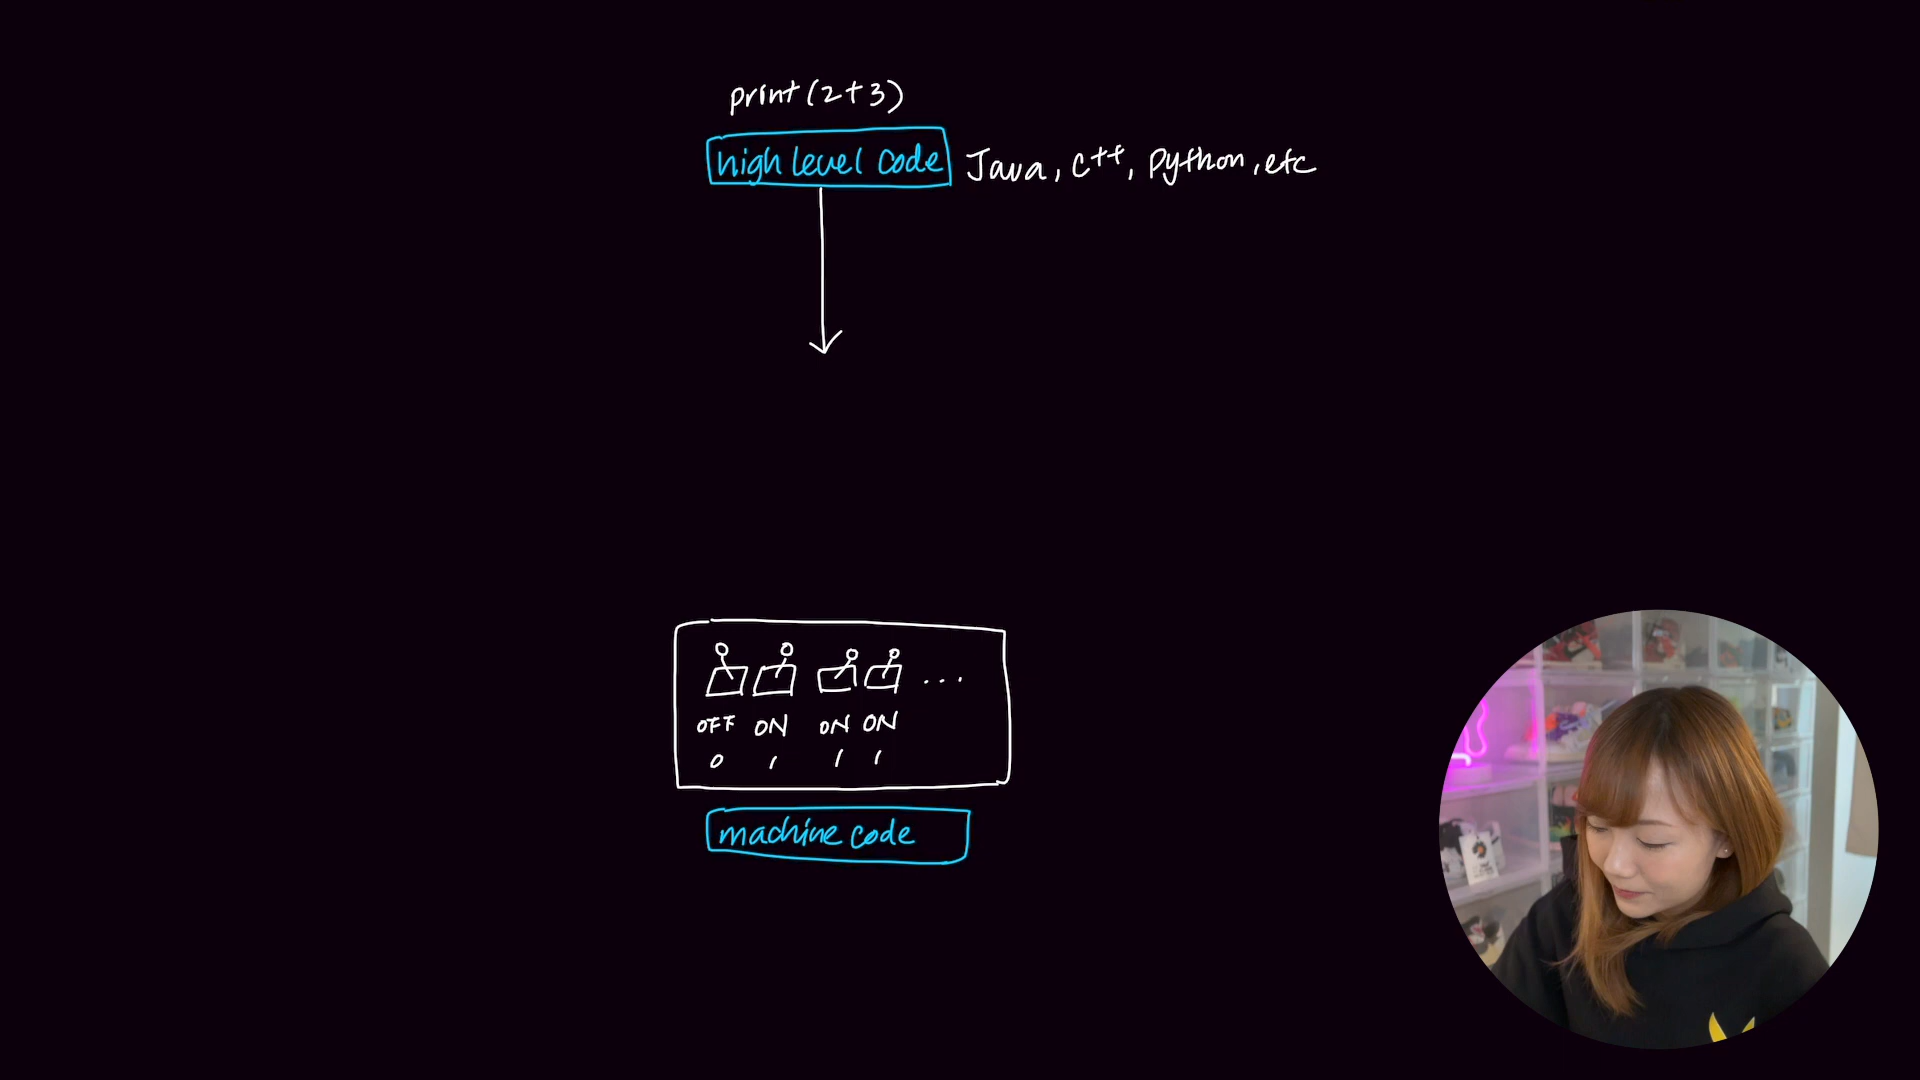 print(2+3)
high level code
Java, C++, Python, etc
...
OFF ON ON ON
0 1 1 1
machine code